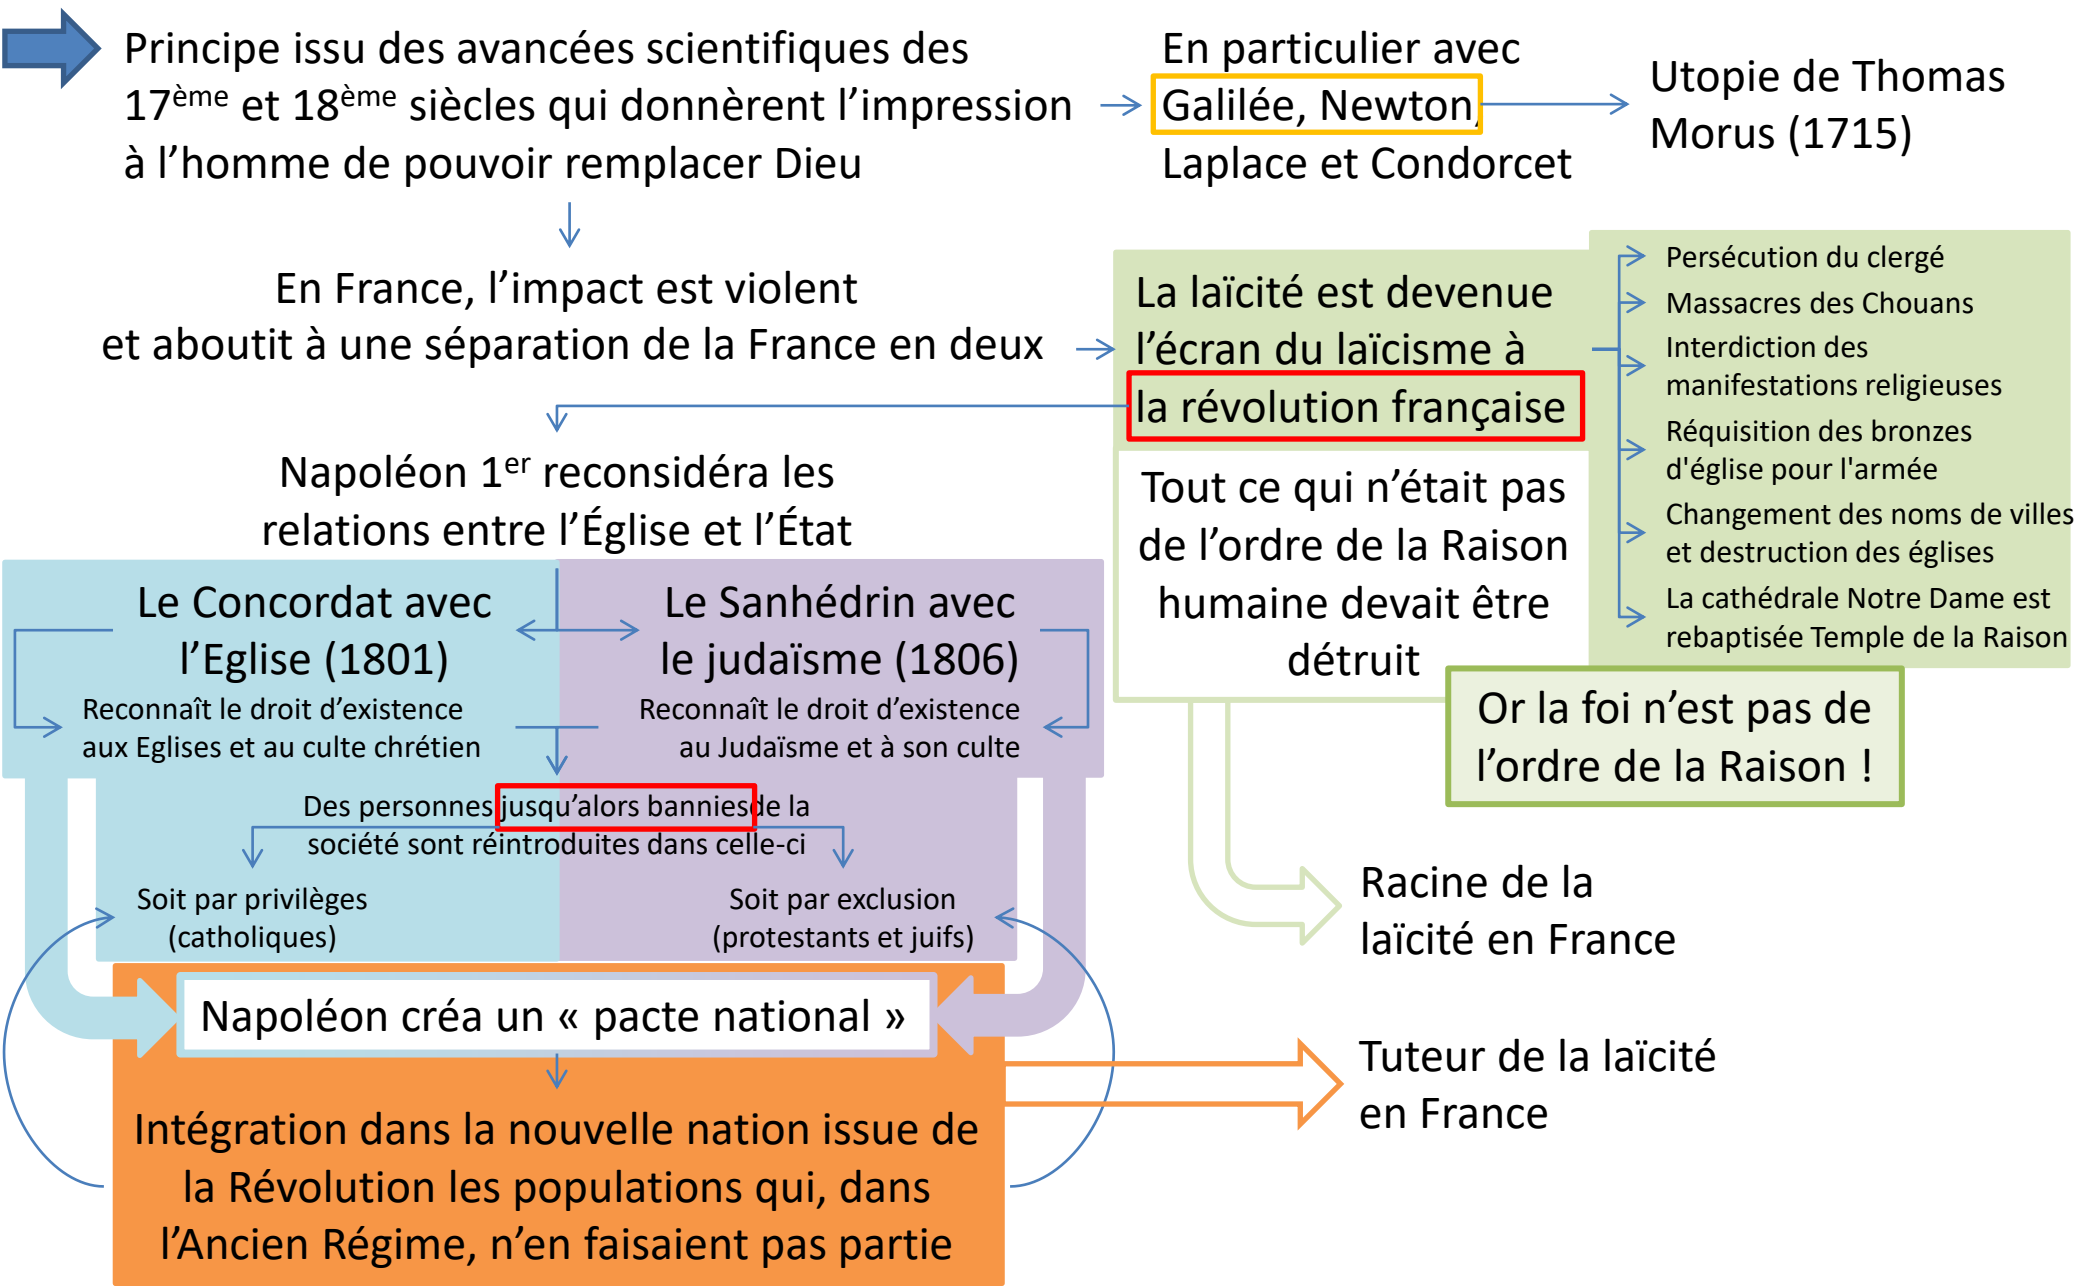 Principe issu des avancées scientifiques des
17ème et 18ème siècles qui donnèrent l’impression
à l’homme de pouvoir remplacer Dieu
En particulier avec
Galilée, Newton,
Laplace et Condorcet
Utopie de Thomas
Morus (1715)
En France, l’impact est violent
et aboutit à une séparation de la France en deux
La laïcité est devenue
l’écran du laïcisme à
la révolution française
Persécution du clergé
Massacres des Chouans
Interdiction des
manifestations religieuses
Réquisition des bronzes
d'église pour l'armée
Changement des noms de villes
et destruction des églises
La cathédrale Notre Dame est
rebaptisée Temple de la Raison
Tout ce qui n’était pas
de l’ordre de la Raison
humaine devait être
détruit
Or la foi n’est pas de
l’ordre de la Raison !
Napoléon 1er reconsidéra les
relations entre l’Église et l’État
Le Concordat avec
l’Eglise (1801)
Reconnaît le droit d’existence
aux Eglises et au culte chrétien
Le Sanhédrin avec
le judaïsme (1806)
Reconnaît le droit d’existence
au Judaïsme et à son culte
Des personnes jusqu’alors bannies de la
société sont réintroduites dans celle-ci
Soit par privilèges
(catholiques)
Soit par exclusion
(protestants et juifs)
Racine de la
laïcité en France
Napoléon créa un « pacte national »
Intégration dans la nouvelle nation issue de
la Révolution les populations qui, dans
l’Ancien Régime, n’en faisaient pas partie
Tuteur de la laïcité
en France